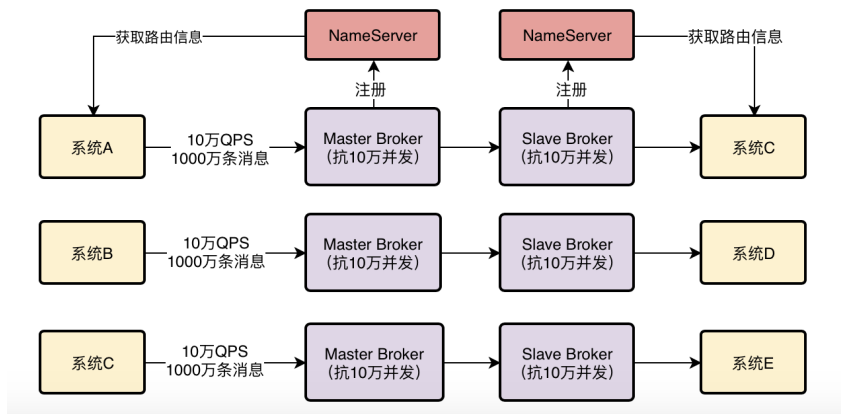 获取路由信息
NameServer
NameServer
获取路由信息
注册
注册
系统A
10万QPS
1000万条消息
Master Broker
（抗10万并发）
Slave Broker
（抗10万并发）
系统C
系统B
10万QPS
1000万条消息
Master Broker
（抗10万并发）
Slave Broker
（抗10万并发）
系统D
系统C
10万QPS
1000万条消息
Master Broker
（抗10万并发）
Slave Broker
（抗10万并发）
系统E